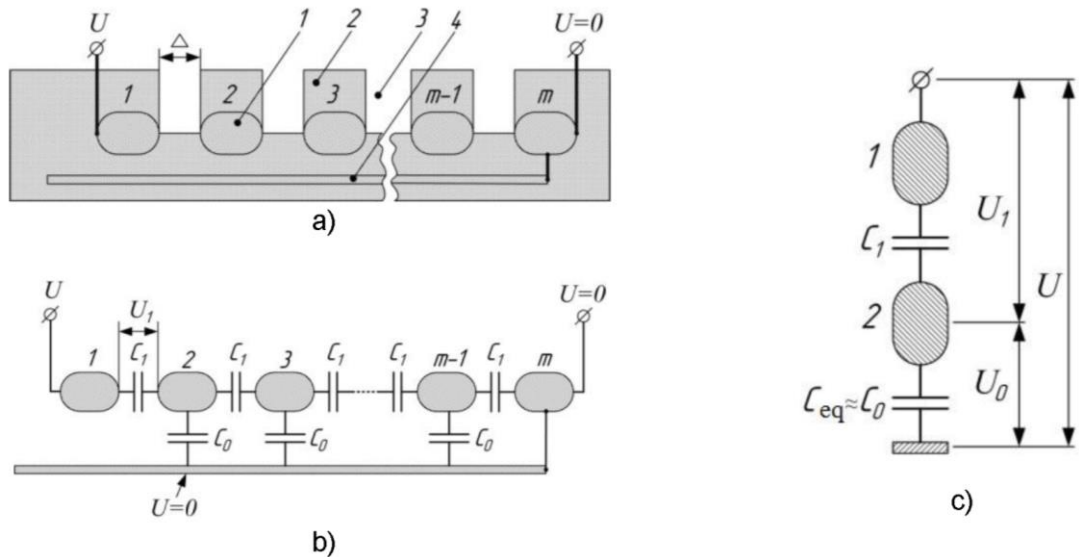 U
Δ
1
2
3
4
U=0
1
2
3
m-1
m
a)
U
U₁
U=0
1
C₁
2
C₁
3
C₁
C₁
m-1
C₁
m
C₀
C₀
C₀
U=0
b)
1
C₁
U₁
U
2
U₀
Ceq≈C₀
c)